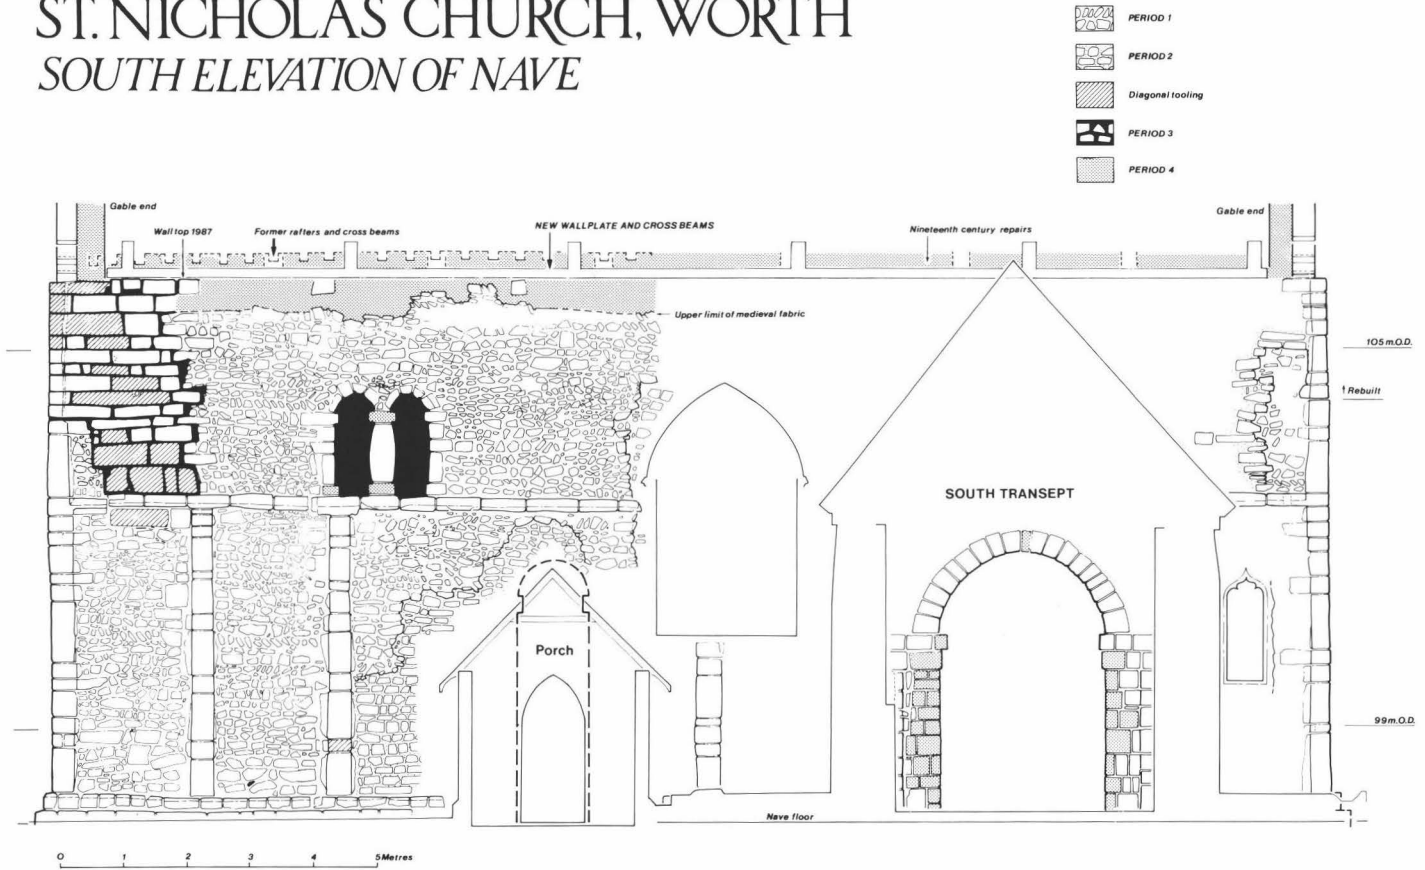 ST. NICHOLAS CHURCH, WORTH
SOUTH ELEVATION OF NAVE
PERIOD 1
PERIOD 2
Diagonal tooling
PERIOD 3
PERIOD 4
Gable end
Wall top 1987
Former rafters and cross beams
NEW WALLPLATE AND CROSS BEAMS
Nineteenth century repairs
Gable end
Upper limit of medieval fabric
105 m.O.D.
Rebuilt
SOUTH TRANSEPT
Porch
99 m.O.D.
Nave floor
0 1 2 3 4 5 Metres